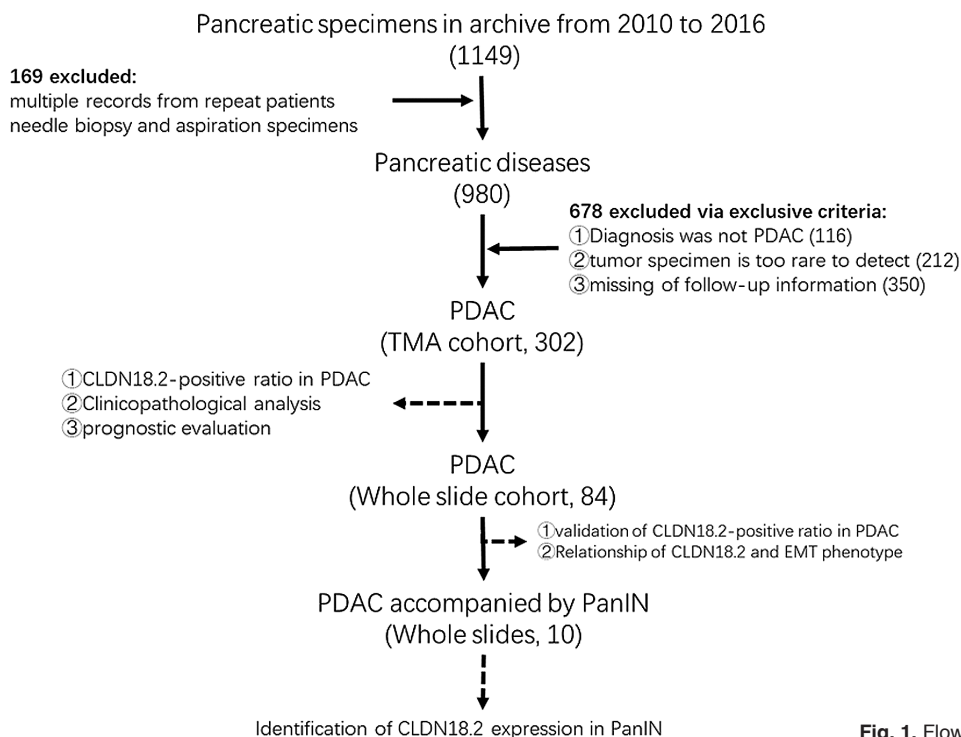 Pancreatic specimens in archive from 2010 to 2016
(1149)
169 excluded:
multiple records from repeat patients
needle biopsy and aspiration specimens
Pancreatic diseases
(980)
678 excluded via exclusive criteria:
①Diagnosis was not PDAC (116)
②tumor specimen is too rare to detect (212)
③missing of follow-up information (350)
PDAC
(TMA cohort, 302)
①CLDN18.2-positive ratio in PDAC
②Clinicopathological analysis
③prognostic evaluation
PDAC
(Whole slide cohort, 84)
①validation of CLDN18.2-positive ratio in PDAC
②Relationship of CLDN18.2 and EMT phenotype
PDAC accompanied by PanIN
(Whole slides, 10)
Identification of CLDN18.2 expression in PanIN
Fig. 1. Flow